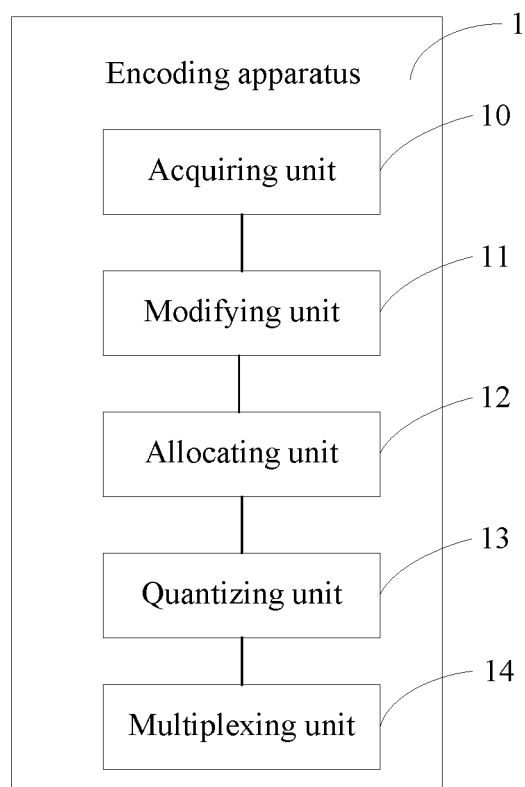 1
Encoding apparatus
10
Acquiring unit
11
Modifying unit
12
Allocating unit
13
Quantizing unit
14
Multiplexing unit